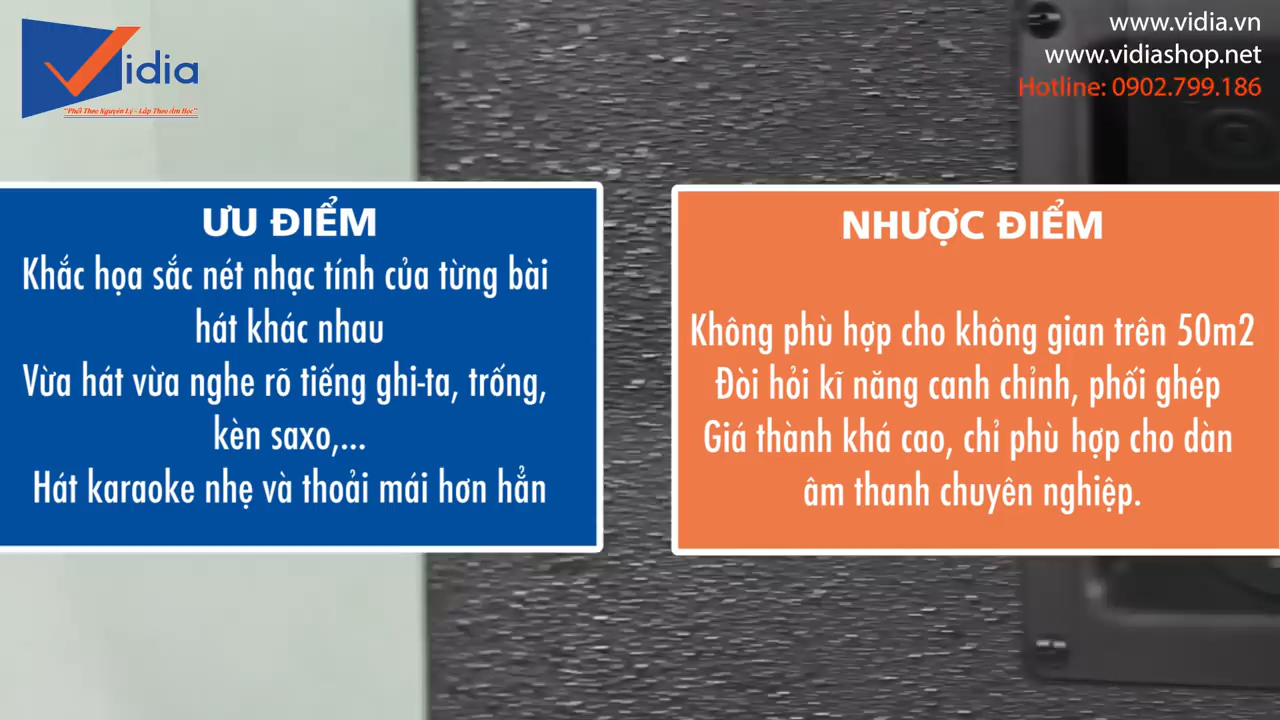 Vidia
"Phối Theo Nguyên Lý - Lắp Theo Âm Học"
www.vidia.vn
www.vidiashop.net
Hotline: 0902.799.186
ƯU ĐIỂM
Khắc họa sắc nét nhạc tính của từng bài
hát khác nhau
Vừa hát vừa nghe rõ tiếng ghi-ta, trống,
kèn saxo,...
Hát karaoke nhẹ và thoải mái hơn hẳn
NHƯỢC ĐIỂM
Không phù hợp cho không gian trên 50m2
Đòi hỏi kĩ năng canh chỉnh, phối ghép
Giá thành khá cao, chỉ phù hợp cho dàn
âm thanh chuyên nghiệp.